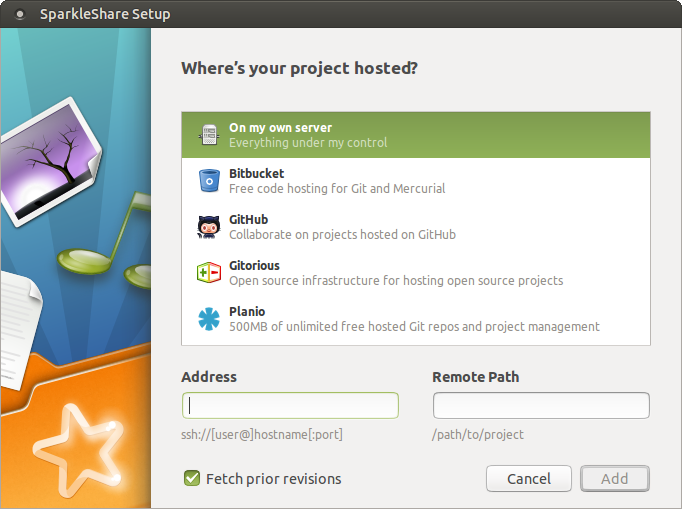 SparkleShare Setup
Where's your project hosted?
On my own server
Everything under my control
Bitbucket
Free code hosting for Git and Mercurial
GitHub
Collaborate on projects hosted on GitHub
Gitorious
Open source infrastructure for hosting open source projects
Planio
500MB of unlimited free hosted Git repos and project management
Address
Remote Path
ssh://[user@]hostname[:port]
/path/to/project
Fetch prior revisions
Cancel
Add